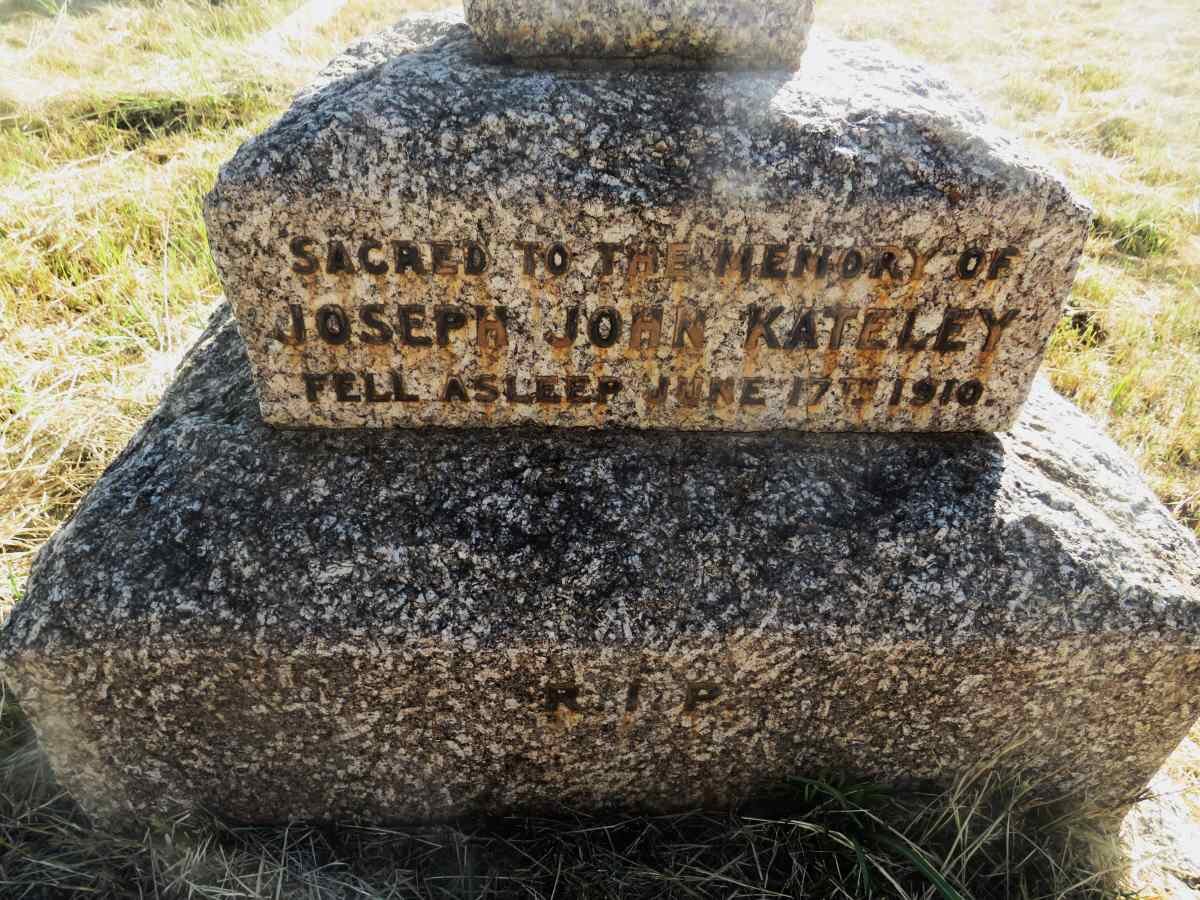 SACRED TO THE MEMORY OF
JOSEPH JOHN KATELEY
FELL ASLEEP JUNE 17TH 1910.
R.I.P.